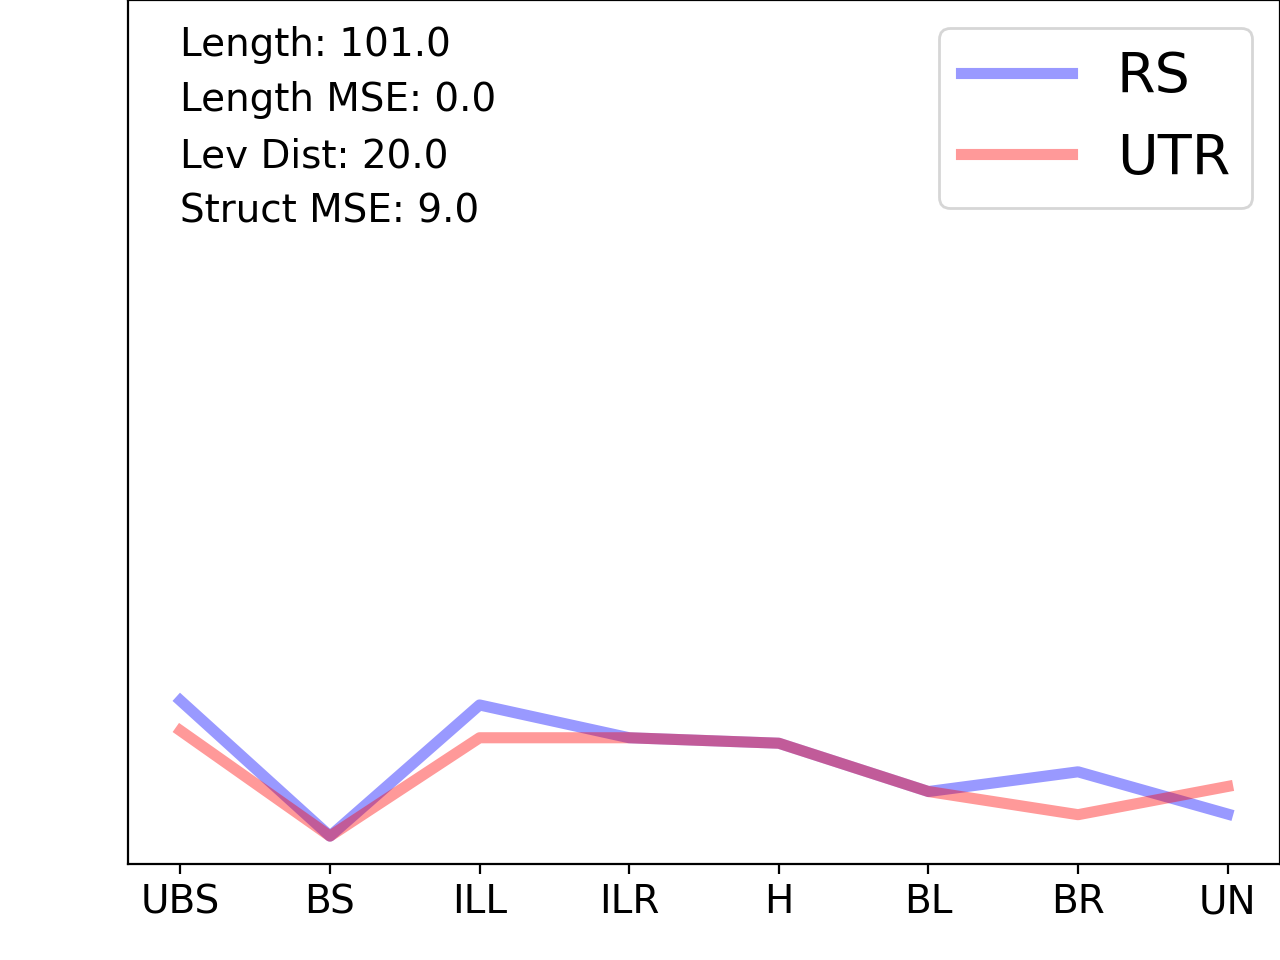 Length: 101.0
Length MSE: 0.0
Lev Dist: 20.0
Struct MSE: 9.0
RS
UTR
UBS BS ILL ILR H BL BR UN